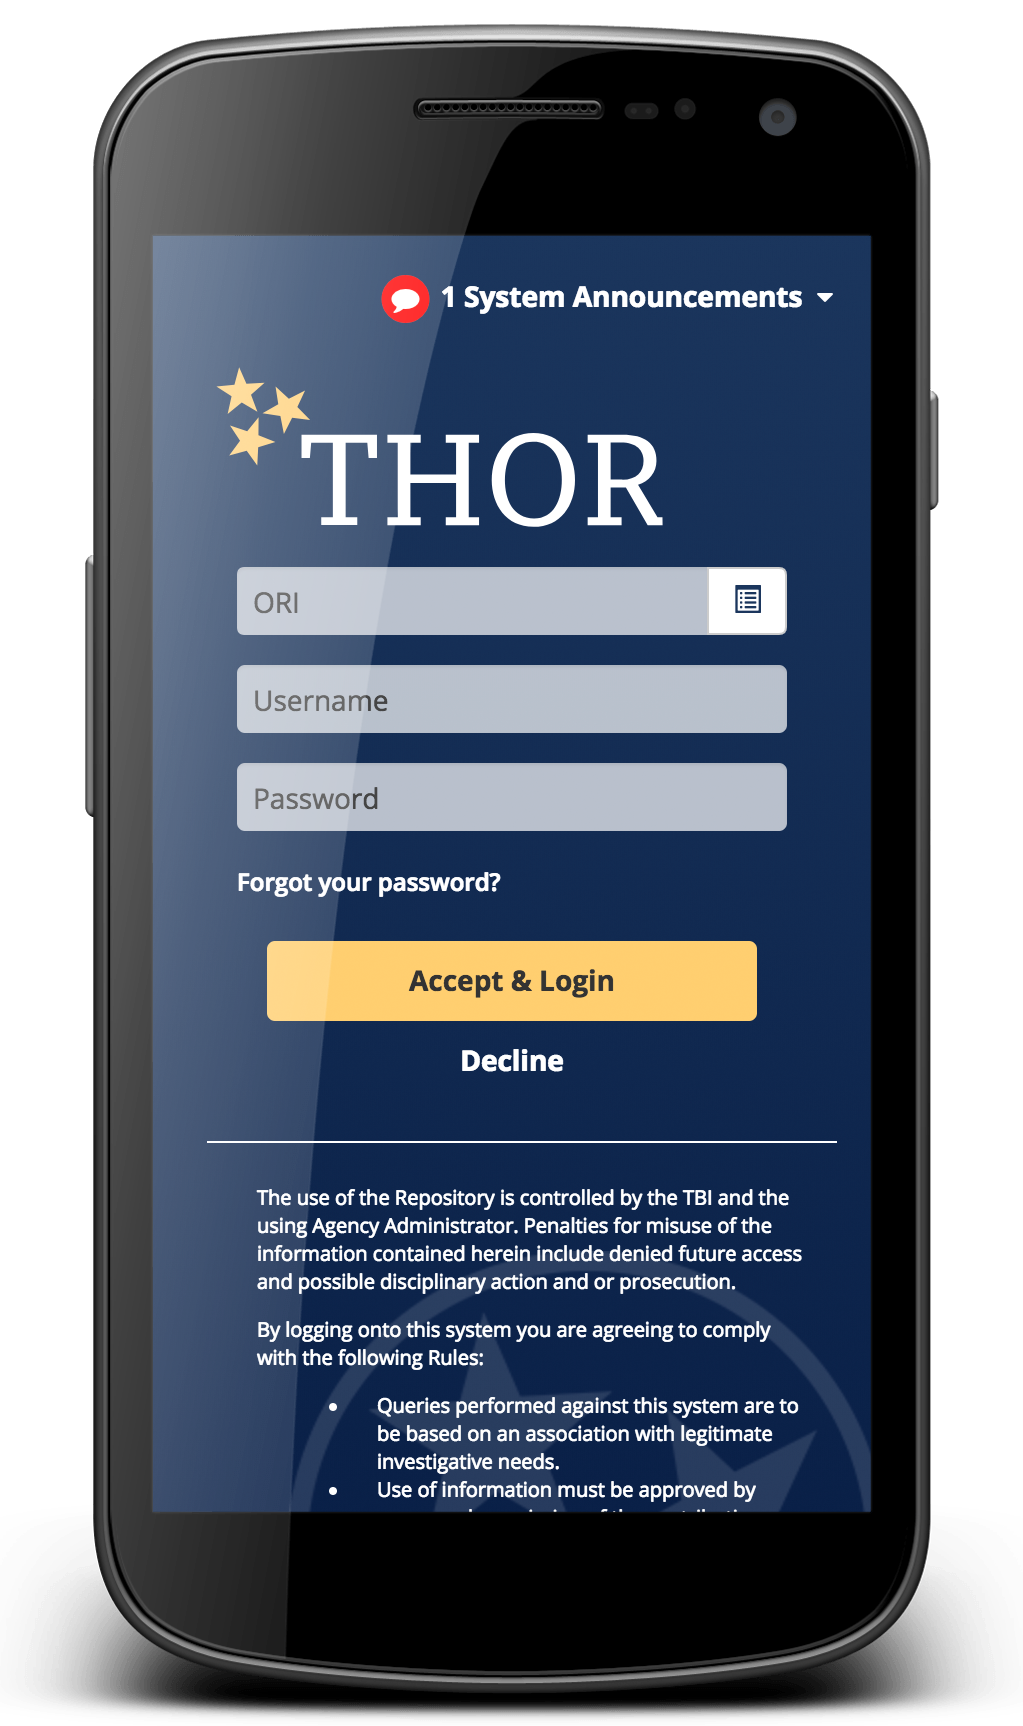 1 System Announcements
THOR
ORI
Username
Password
Forgot your password?
Accept & Login
Decline
The use of the Repository is controlled by the TBI and the
using Agency Administrator. Penalties for misuse of the
information contained herein include denied future access
and possible disciplinary action and or prosecution.
By logging onto this system you are agreeing to comply
with the following Rules:
• Queries performed against this system are to
be based on an association with legitimate
investigative needs.
• Use of information must be approved by